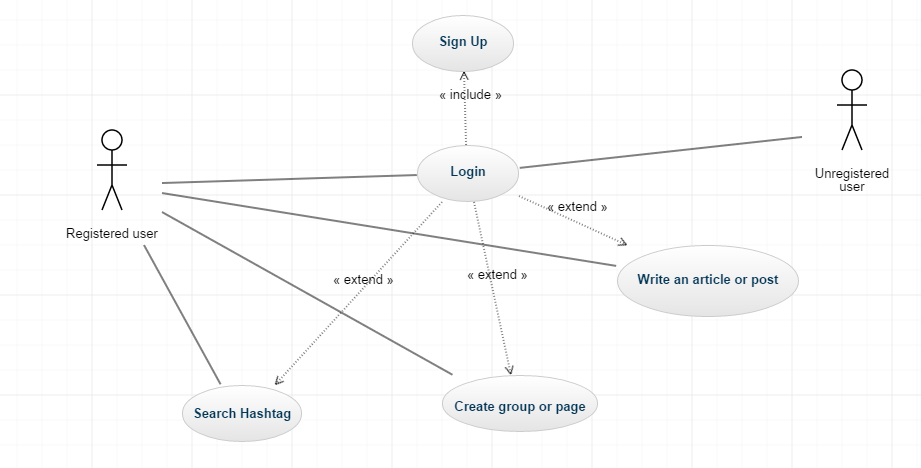 Sign Up
« include »
Login
Unregistered
user
« extend »
Registered user
« extend »
« extend »
Write an article or post
Search Hashtag
Create group or page